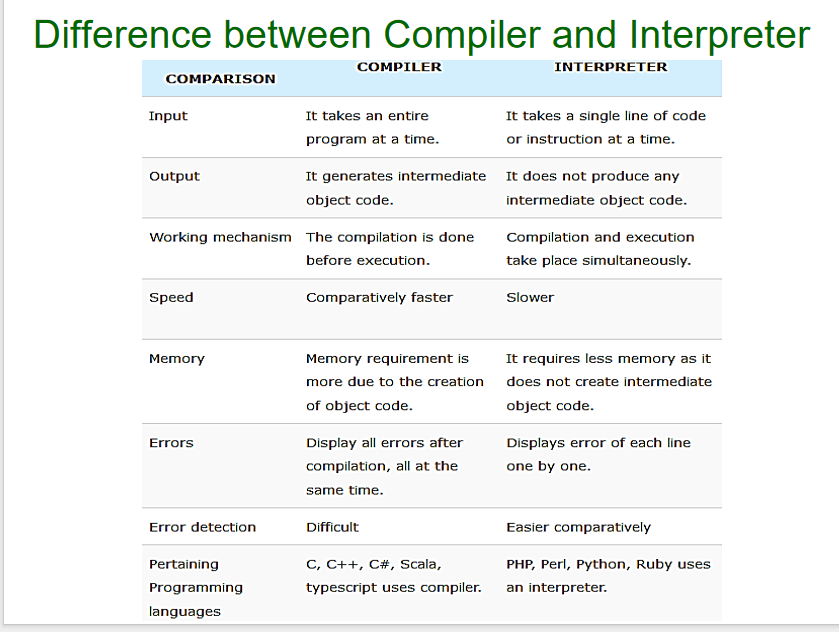 Difference between Compiler and Interpreter
COMPARISON COMPILER INTERPRETER
Input It takes an entire It takes a single line of code
program at a time. or instruction at a time.
Output It generates intermediate It does not produce any
object code. intermediate object code.
Working mechanism The compilation is done Compilation and execution
before execution. take place simultaneously.
Speed Comparatively faster Slower
Memory Memory requirement is It requires less memory as it
more due to the creation does not create intermediate
of object code. object code.
Errors Display all errors after Displays error of each line
compilation, all at the one by one.
same time.
Error detection Difficult Easier comparatively
Pertaining C, C++, C#, Scala, PHP, Perl, Python, Ruby uses
Programming typescript uses compiler. an interpreter.
languages